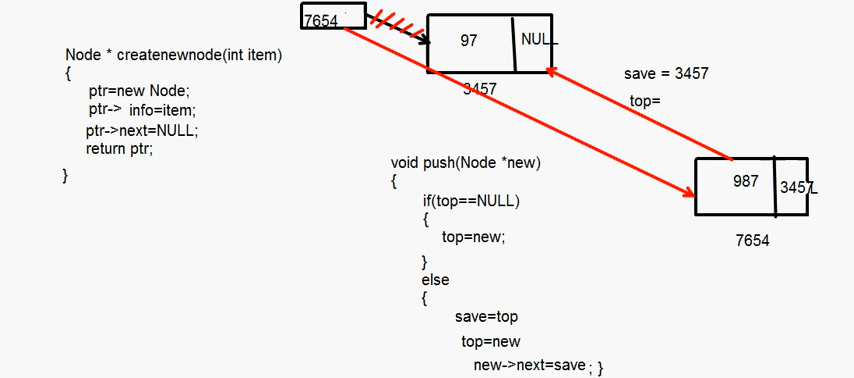 7654
97 NULL
3457
save = 3457
top=
987 3457L
7654
Node * createnewnode(int item)
{
ptr=new Node;
ptr-> info=item;
ptr->next=NULL;
return ptr;
}
void push(Node *new)
{
if(top==NULL)
{
top=new;
}
else
{
save=top
top=new
new->next=save ; }